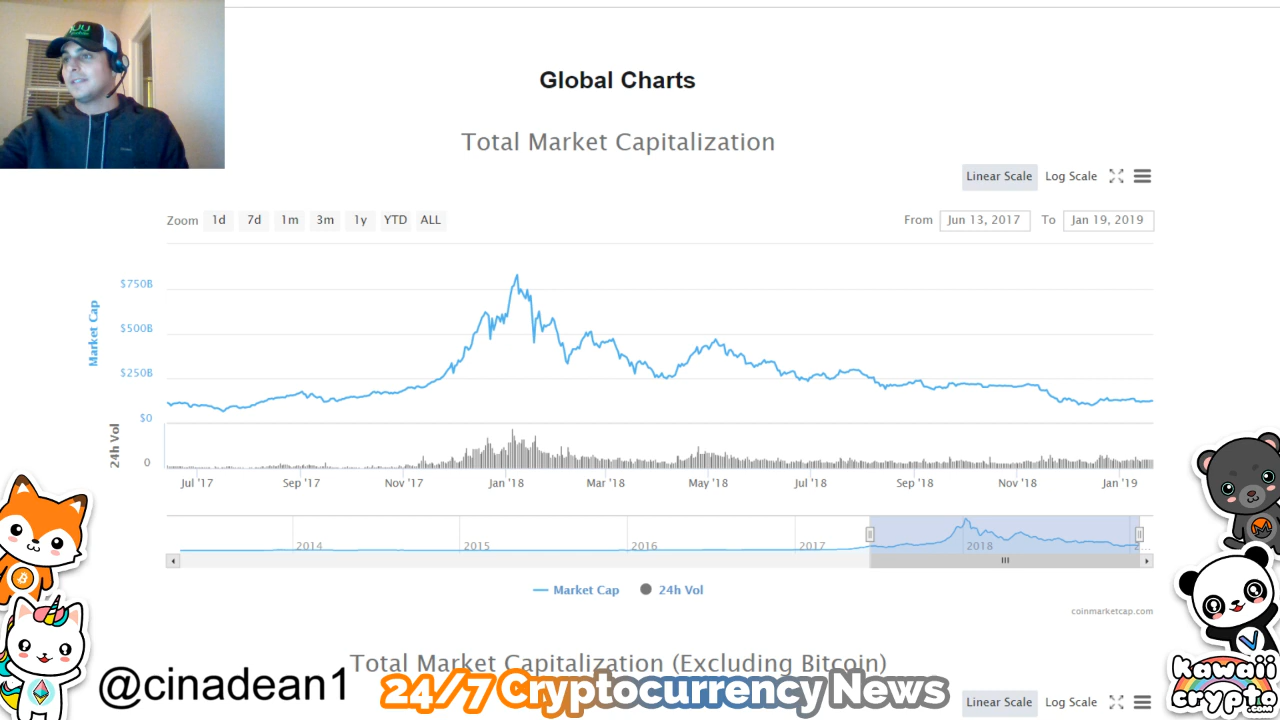 Global Charts
Total Market Capitalization
Linear Scale Log Scale
Zoom 1d 7d 1m 3m 1y YTD ALL From Jun 13, 2017 To Jan 19, 2019
Market Cap
$750B
$500B
$250B
$0
24h Vol
0
Jul '17 Sep '17 Nov '17 Jan '18 Mar '18 May '18 Jul '18 Sep '18 Nov '18 Jan '19
2014 2015 2016 2017 2018
Market Cap 24h Vol
coinmarketcap.com
Total Market Capitalization (Excluding Bitcoin)
@cinadean1
24/7 Cryptocurrency News
Linear Scale Log Scale
kawaii
crypto
.com